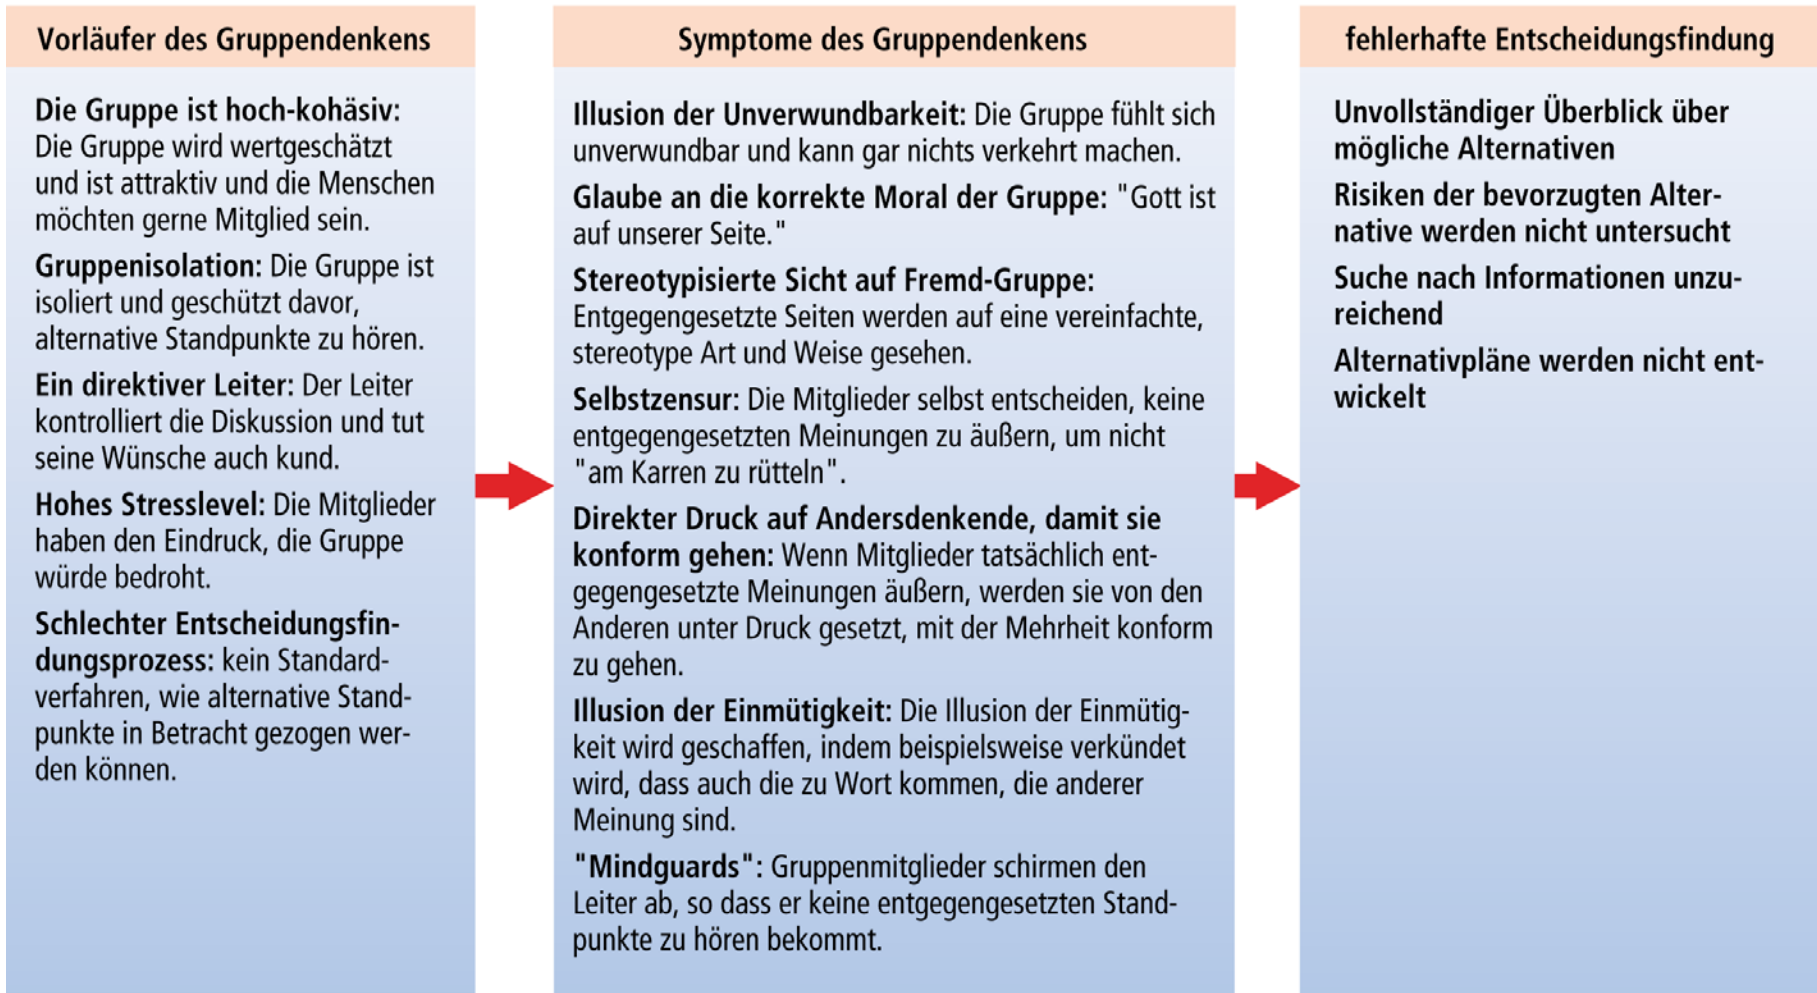 Vorläufer des Gruppendenkens
Die Gruppe ist hoch-kohäsiv:
Die Gruppe wird wertgeschätzt
und ist attraktiv und die Menschen
möchten gerne Mitglied sein.
Gruppenisolation: Die Gruppe ist
isoliert und geschützt davor,
alternative Standpunkte zu hören.
Ein direktiver Leiter: Der Leiter
kontrolliert die Diskussion und tut
seine Wünsche auch kund.
Hohes Stresslevel: Die Mitglieder
haben den Eindruck, die Gruppe
würde bedroht.
Schlechter Entscheidungsfin-
dungsprozess: kein Standard-
verfahren, wie alternative Stand-
punkte in Betracht gezogen wer-
den können.
Symptome des Gruppendenkens
Illusion der Unverwundbarkeit: Die Gruppe fühlt sich
unverwundbar und kann gar nichts verkehrt machen.
Glaube an die korrekte Moral der Gruppe: "Gott ist
auf unserer Seite."
Stereotypisierte Sicht auf Fremd-Gruppe:
Entgegengesetzte Seiten werden auf eine vereinfachte,
stereotype Art und Weise gesehen.
Selbstzensur: Die Mitglieder selbst entscheiden, keine
entgegengesetzten Meinungen zu äußern, um nicht
"am Karren zu rütteln".
Direkter Druck auf Andersdenkende, damit sie
konform gehen: Wenn Mitglieder tatsächlich ent-
gegengesetzte Meinungen äußern, werden sie von den
Anderen unter Druck gesetzt, mit der Mehrheit konform
zu gehen.
Illusion der Einmütigkeit: Die Illusion der Einmütig-
keit wird geschaffen, indem beispielsweise verkündet
wird, dass auch die zu Wort kommen, die anderer
Meinung sind.
"Mindguards": Gruppenmitglieder schirmen den
Leiter ab, so dass er keine entgegengesetzten Stand-
punkte zu hören bekommt.
fehlerhafte Entscheidungsfindung
Unvollständiger Überblick über
mögliche Alternativen
Risiken der bevorzugten Alter-
native werden nicht untersucht
Suche nach Informationen unzu-
reichend
Alternativpläne werden nicht ent-
wickelt